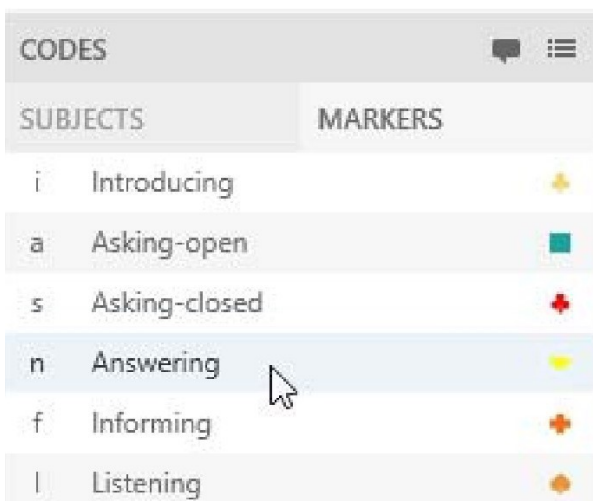 CODES
SUBJECTS MARKERS
i Introducing
a Asking-open
s Asking-closed
n Answering
f Informing
l Listening